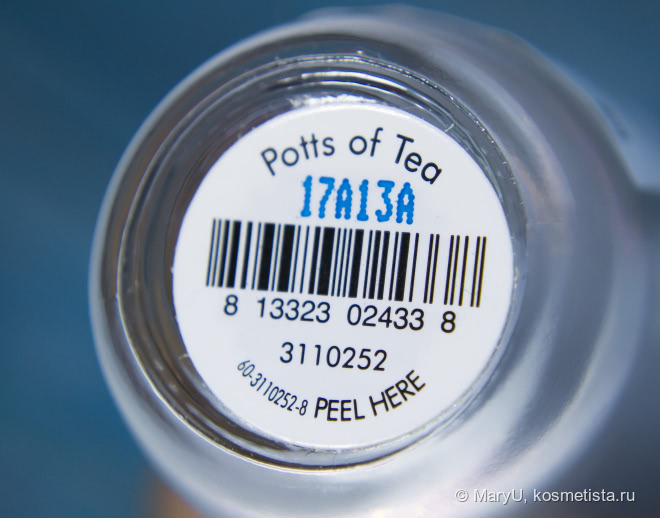 Potts of Tea
17A13A
8 13323 02433 8
3110252
60-3110252-8 PEEL HERE
© MaryU, kosmetista.ru